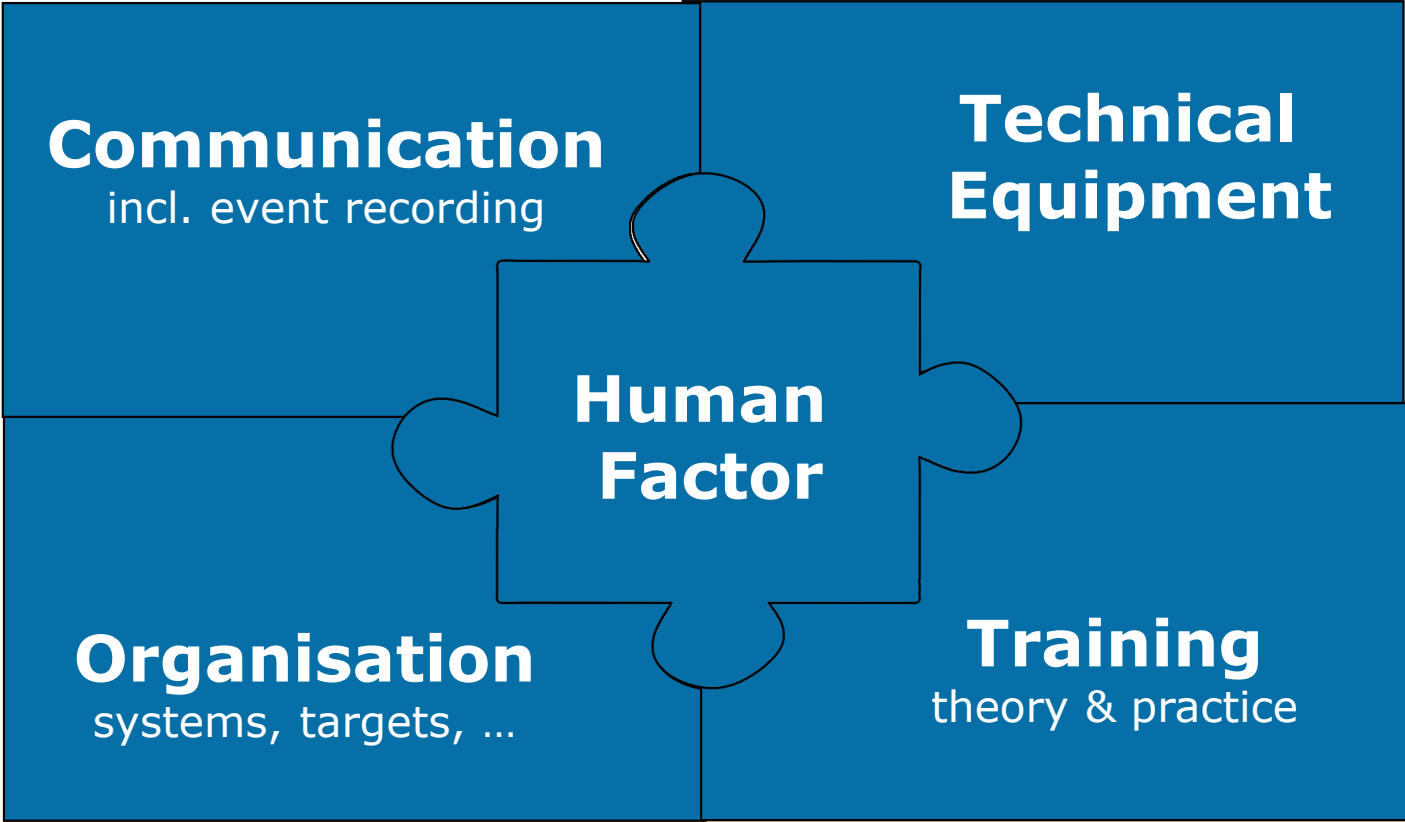 Communication
incl. event recording
Technical
Equipment
Human
Factor
Organisation
systems, targets, ...
Training
theory & practice